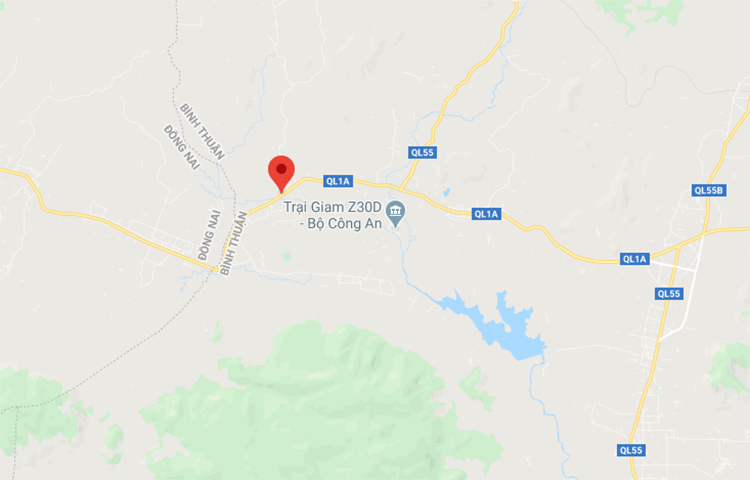 BÌNH THUẬN
ĐỒNG NAI
QL55
QL1A
QL55B
Trại Giam Z30D
- Bộ Công An
QL1A
ĐỒNG NAI
BÌNH THUẬN
QL1A
QL55
QL55